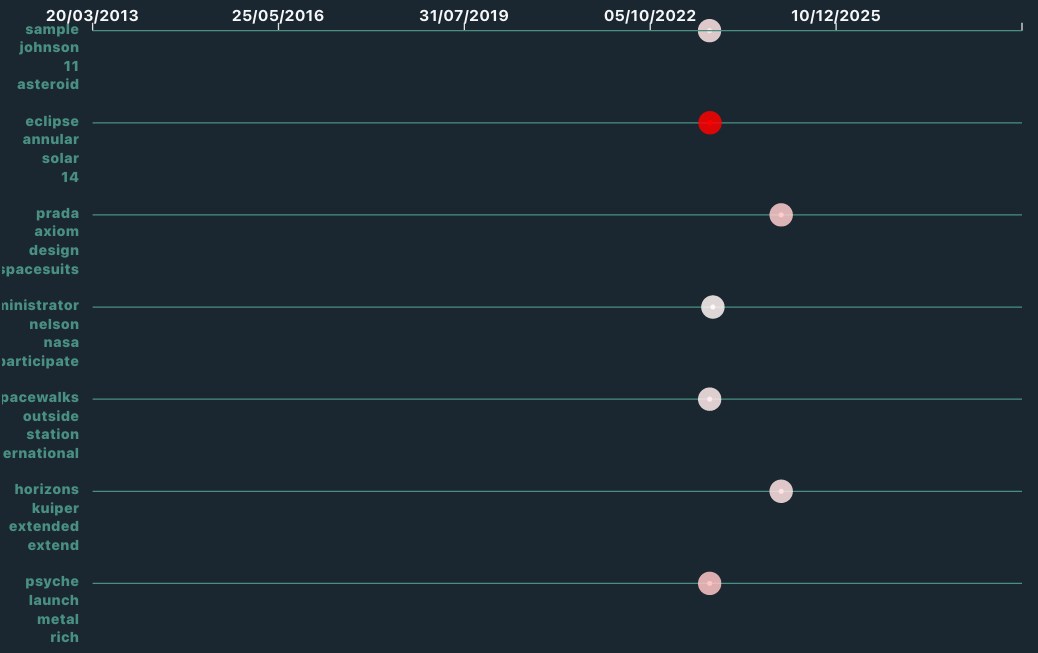 20/03/2013 25/05/2016 31/07/2019 05/10/2022 10/12/2025
sample
johnson
11
asteroid
eclipse
annular
solar
14
prada
axiom
design
spacesuits
ministrator
nelson
nasa
participate
pacewalks
outside
station
ernational
horizons
kuiper
extended
extend
psyche
launch
metal
rich